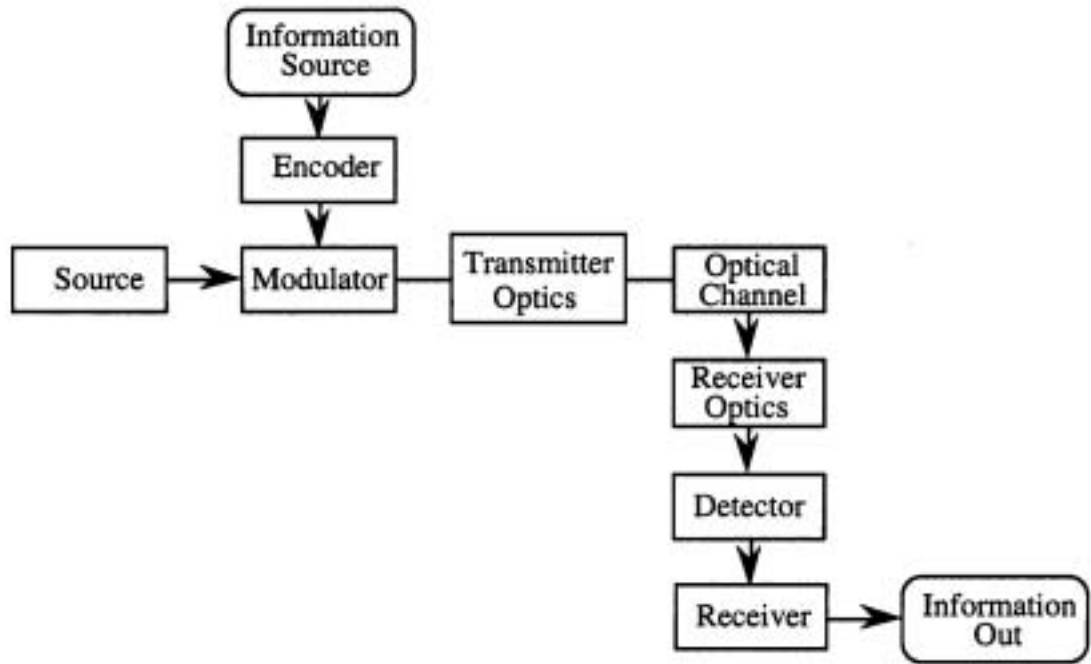 Information
Source
Encoder
Source
Modulator
Transmitter
Optics
Optical
Channel
Receiver
Optics
Detector
Receiver
Information
Out